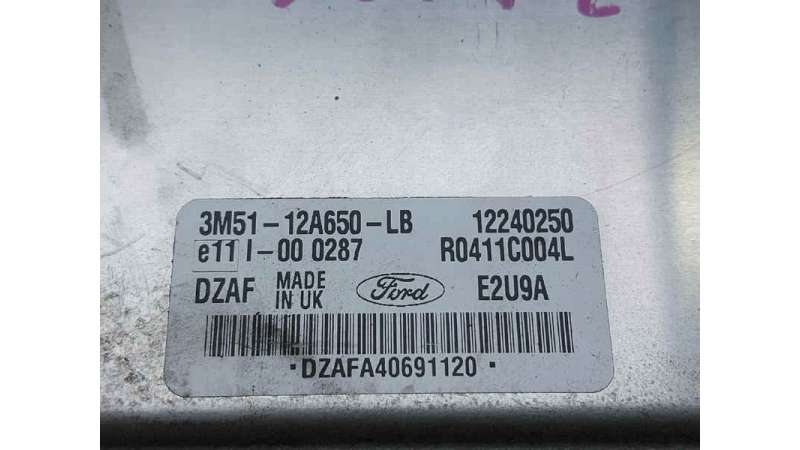 3M51-12A650-LB 12240250
e11 I-00 0287 R0411C004L
DZAF MADE IN UK Ford E2U9A
·DZAFA40691120·